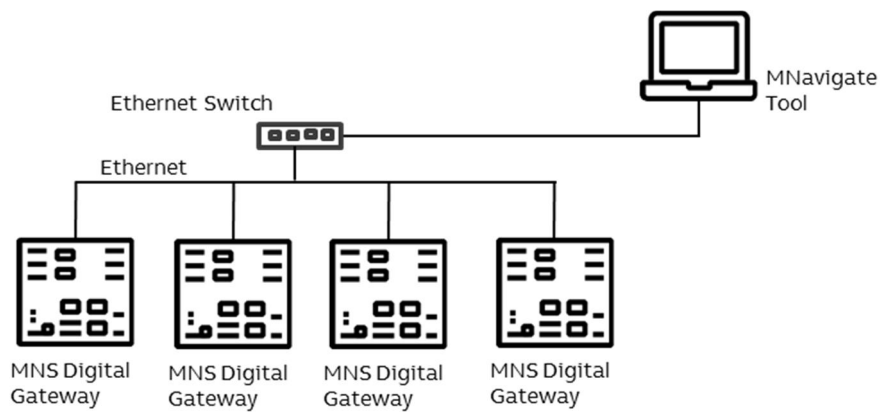 MNavigate
Tool
Ethernet Switch
Ethernet
MNS Digital
Gateway
MNS Digital
Gateway
MNS Digital
Gateway
MNS Digital
Gateway